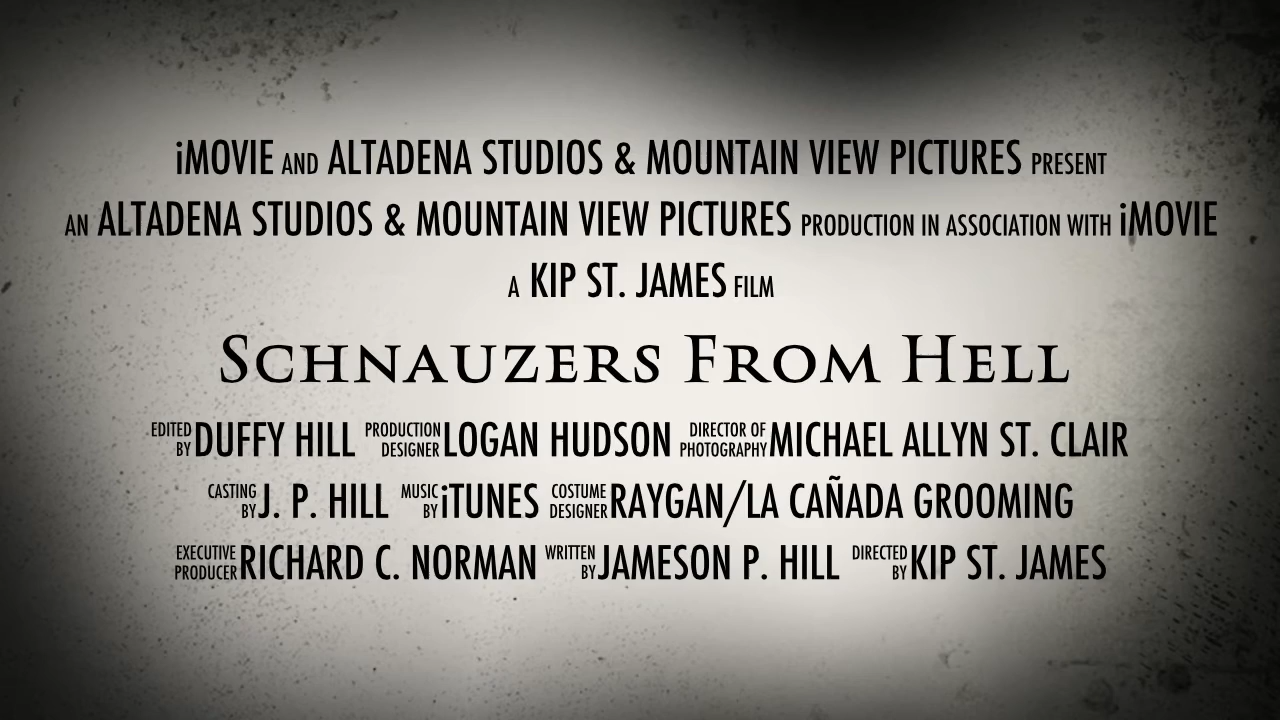 iMOVIE AND ALTADENA STUDIOS & MOUNTAIN VIEW PICTURES PRESENT
AN ALTADENA STUDIOS & MOUNTAIN VIEW PICTURES PRODUCTION IN ASSOCIATION WITH iMOVIE
A KIP ST. JAMES FILM
SCHNAUZERS FROM HELL
EDITED BY DUFFY HILL PRODUCTION DESIGNER LOGAN HUDSON DIRECTOR OF PHOTOGRAPHY MICHAEL ALLYN ST. CLAIR
CASTING BY J. P. HILL MUSIC BY iTUNES COSTUME DESIGNER RAYGAN/LA CAÑADA GROOMING
EXECUTIVE PRODUCER RICHARD C. NORMAN WRITTEN BY JAMESON P. HILL DIRECTED BY KIP ST. JAMES